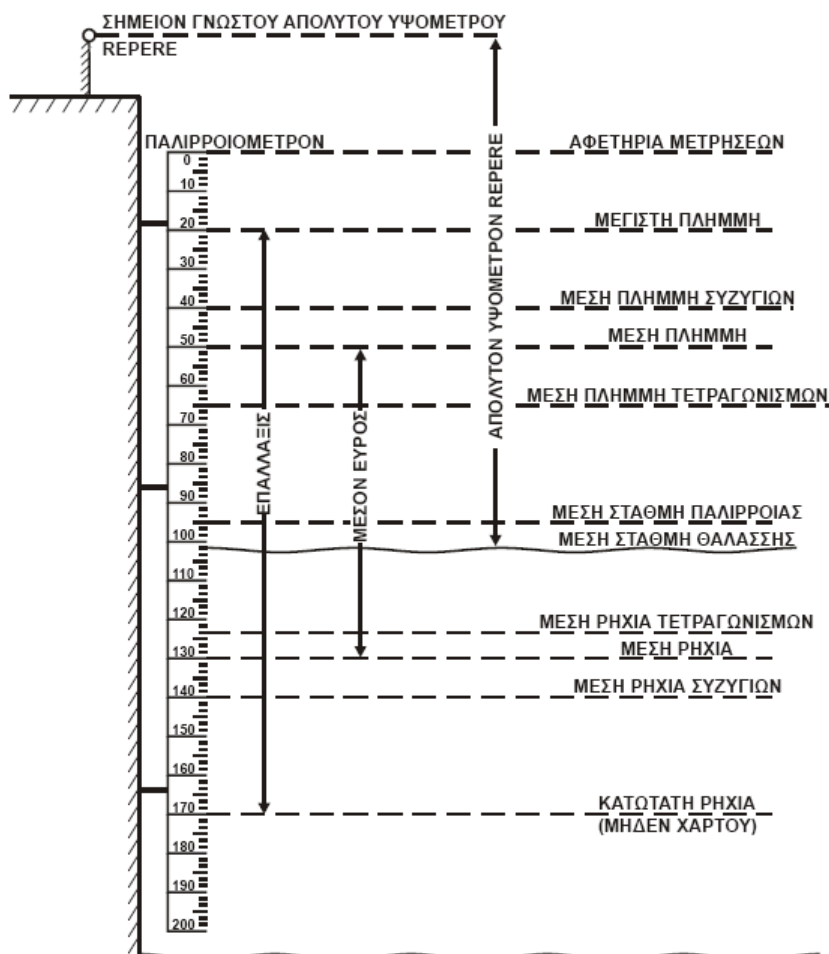 ΣΗΜΕΙΟΝ ΓΝΩΣΤΟΥ ΑΠΟΛΥΤΟΥ ΥΨΟΜΕΤΡΟΥ
REPERE
ΠΑΛΙΡΡΟΙΟΜΕΤΡΟΝ
ΑΦΕΤΗΡΙΑ ΜΕΤΡΗΣΕΩΝ
0
10
20
30
40
50
60
70
80
90
100
110
120
130
140
150
160
170
180
190
200
ΕΠΑΛΛΑΞΙΣ
ΜΕΣΟΝ ΕΥΡΟΣ
ΑΠΟΛΥΤΟΝ ΥΨΟΜΕΤΡΟΝ REPERE
ΜΕΓΙΣΤΗ ΠΛΗΜΜΗ
ΜΕΣΗ ΠΛΗΜΜΗ ΣΥΖΥΓΙΩΝ
ΜΕΣΗ ΠΛΗΜΜΗ
ΜΕΣΗ ΠΛΗΜΜΗ ΤΕΤΡΑΓΩΝΙΣΜΩΝ
ΜΕΣΗ ΣΤΑΘΜΗ ΠΑΛΙΡΡΟΙΑΣ
ΜΕΣΗ ΣΤΑΘΜΗ ΘΑΛΑΣΣΗΣ
ΜΕΣΗ ΡΗΧΙΑ ΤΕΤΡΑΓΩΝΙΣΜΩΝ
ΜΕΣΗ ΡΗΧΙΑ
ΜΕΣΗ ΡΗΧΙΑ ΣΥΖΥΓΙΩΝ
ΚΑΤΩΤΑΤΗ ΡΗΧΙΑ
(ΜΗΔΕΝ ΧΑΡΤΟΥ)